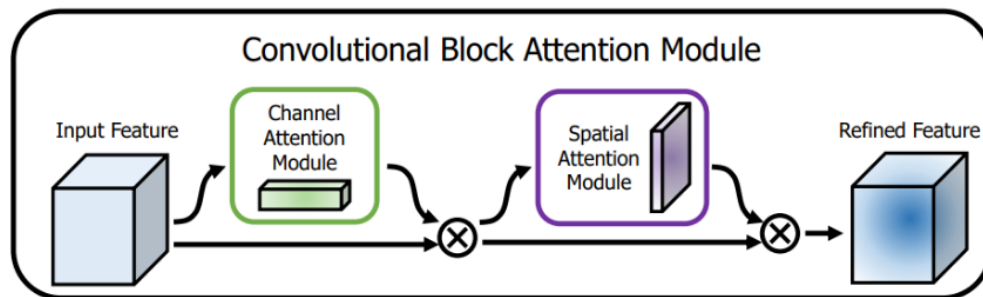 Convolutional Block Attention Module
Input Feature
Channel
Attention
Module
Spatial
Attention
Module
Refined Feature